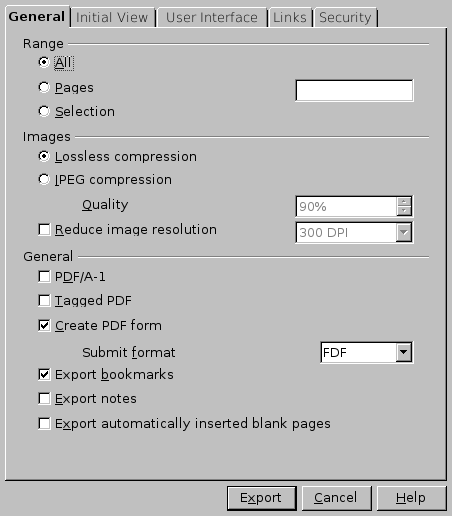 General Initial View User Interface Links Security
Range
All
Pages
Selection
Images
Lossless compression
JPEG compression
Quality 90%
Reduce image resolution 300 DPI
General
PDF/A-1
Tagged PDF
Create PDF form
Submit format FDF
Export bookmarks
Export notes
Export automatically inserted blank pages
Export Cancel Help